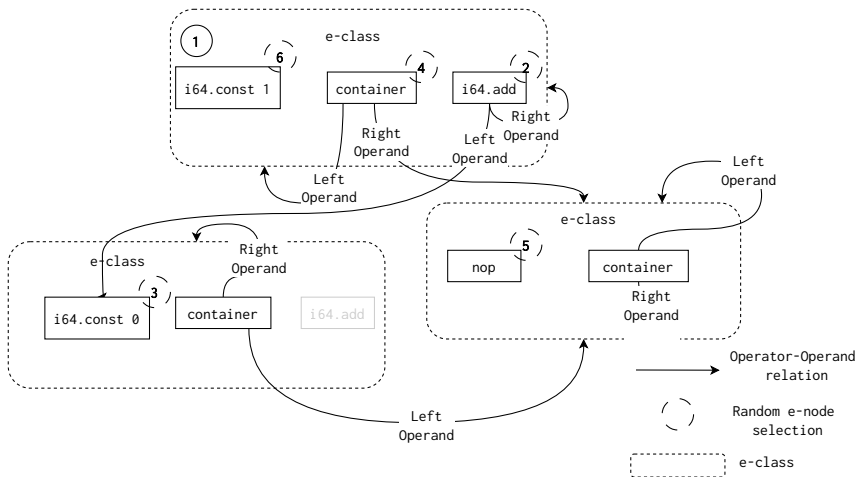 1
e-class
6
4
2
i64.const 1
container
i64.add
Right
Operand
Left
Operand
Right
Operand
Left
Operand
Left
Operand
e-class
5
nop
container
Right
Operand
e-class
Right
Operand
3
i64.const 0
container
i64.add
Left
Operand
Operator-Operand
relation
Random e-node
selection
e-class